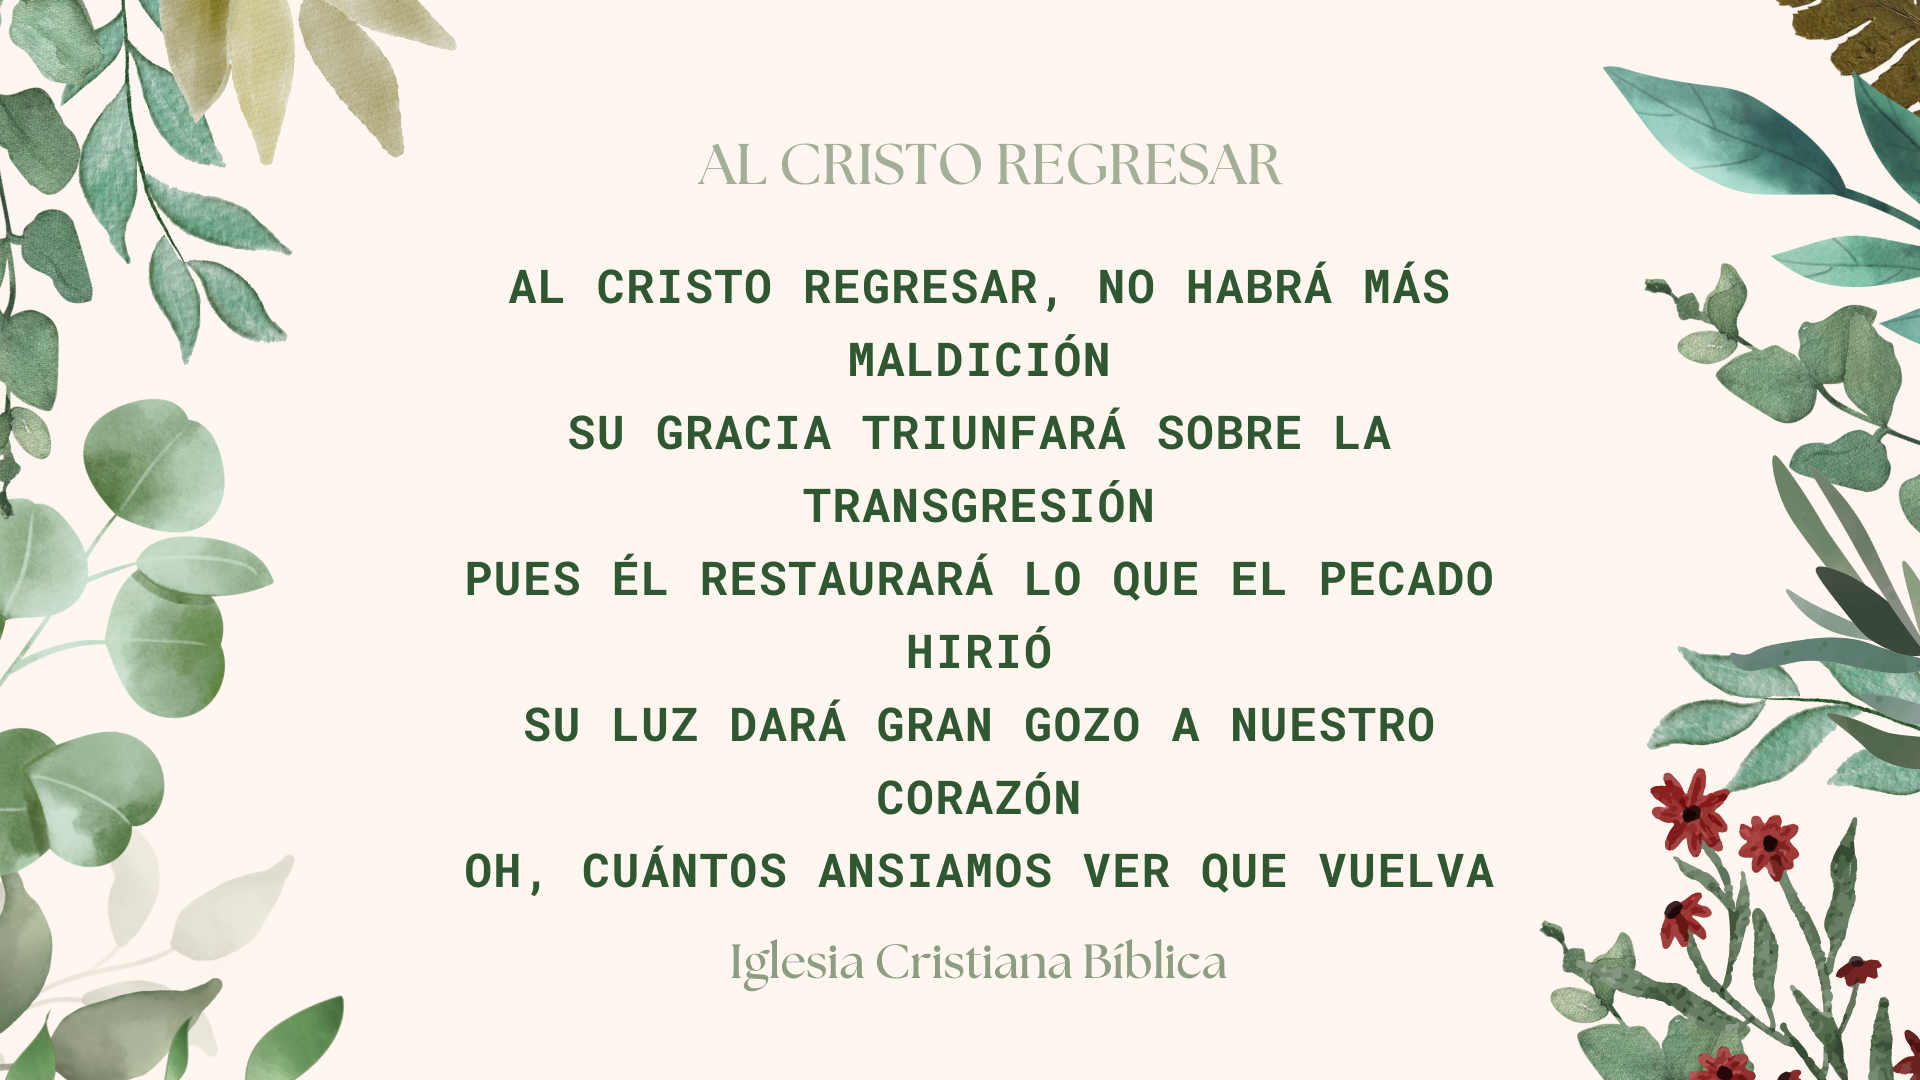 AL CRISTO REGRESAR
AL CRISTO REGRESAR, NO HABRÁ MÁS
MALDICIÓN
SU GRACIA TRIUNFARÁ SOBRE LA
TRANSGRESIÓN
PUES ÉL RESTAURARÁ LO QUE EL PECADO
HIRIÓ
SU LUZ DARÁ GRAN GOZO A NUESTRO
CORAZÓN
OH, CUÁNTOS ANSIAMOS VER QUE VUELVA
Iglesia Cristiana Bíblica